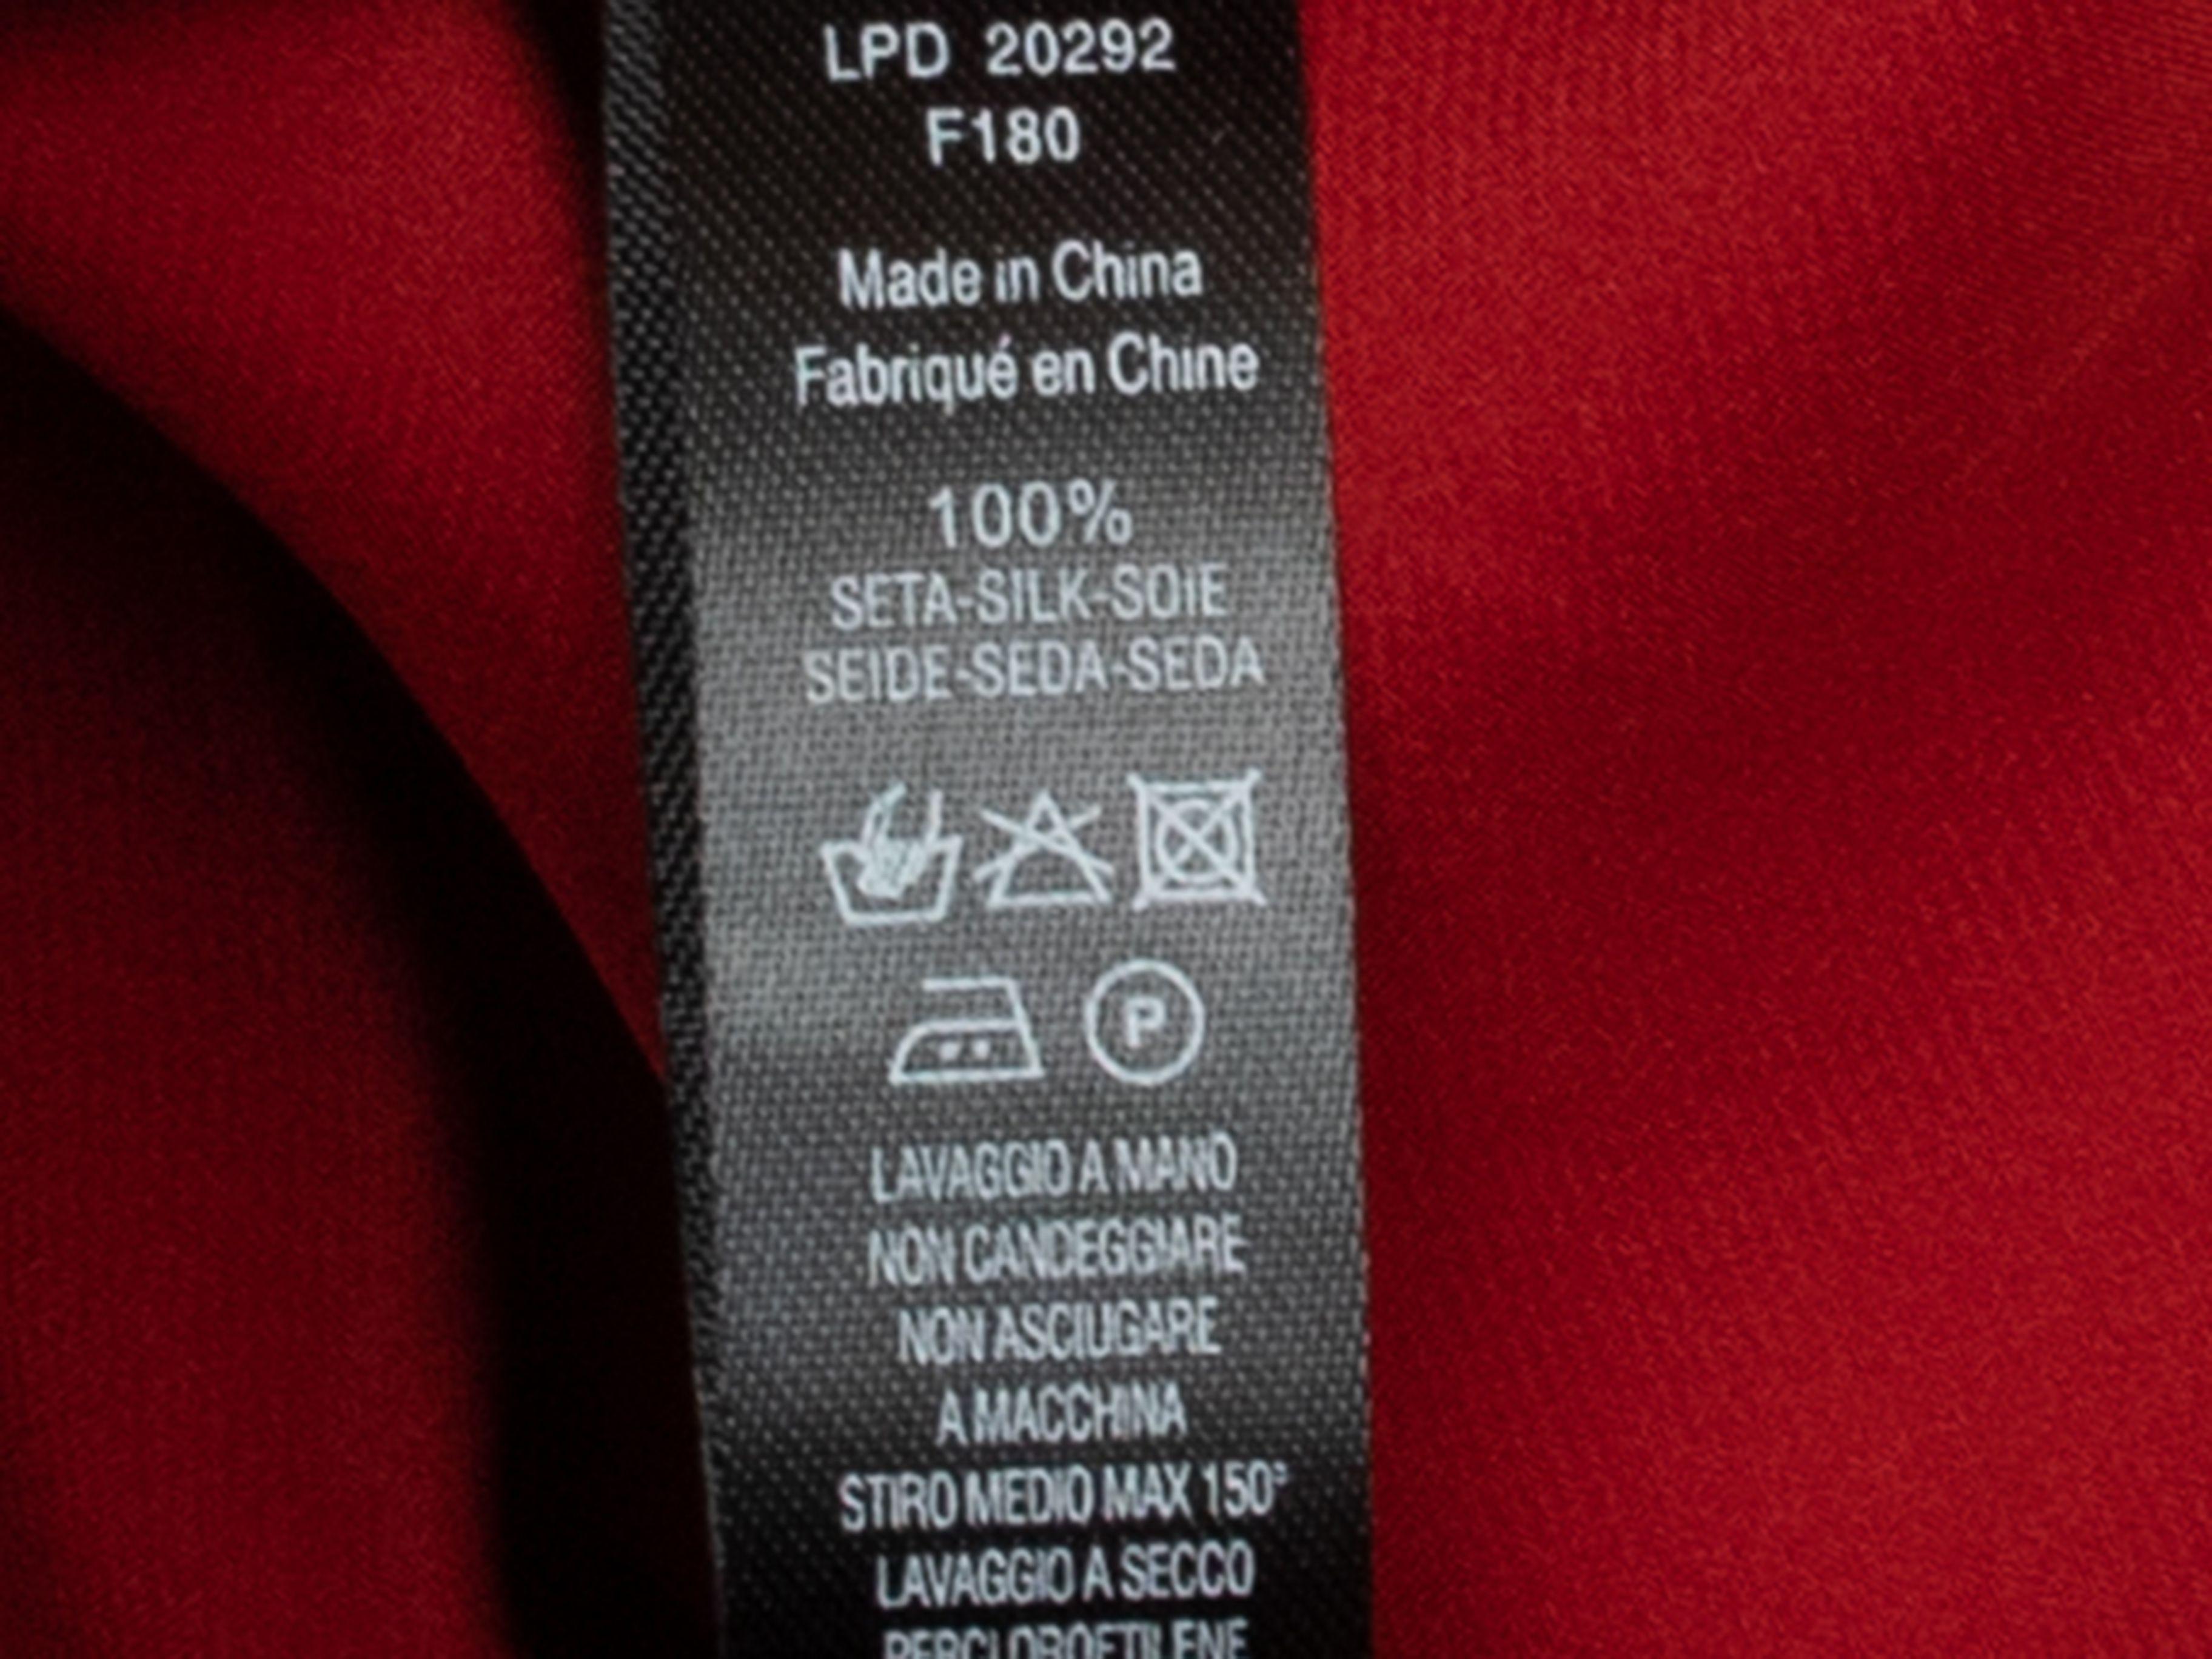 LPD 20292
F180
Made in China
Fabriqué en Chine
100%
SETA-SILK-SOIE
SEIDE-SEDA-SEDA
P
LAVAGGIO A MANO
NON CANDEGGIARE
NON ASCIUGARE
A MACCHINA
STIRO MEDIO MAX 150°
LAVAGGIO A SECCO
PERCLOROETILENE